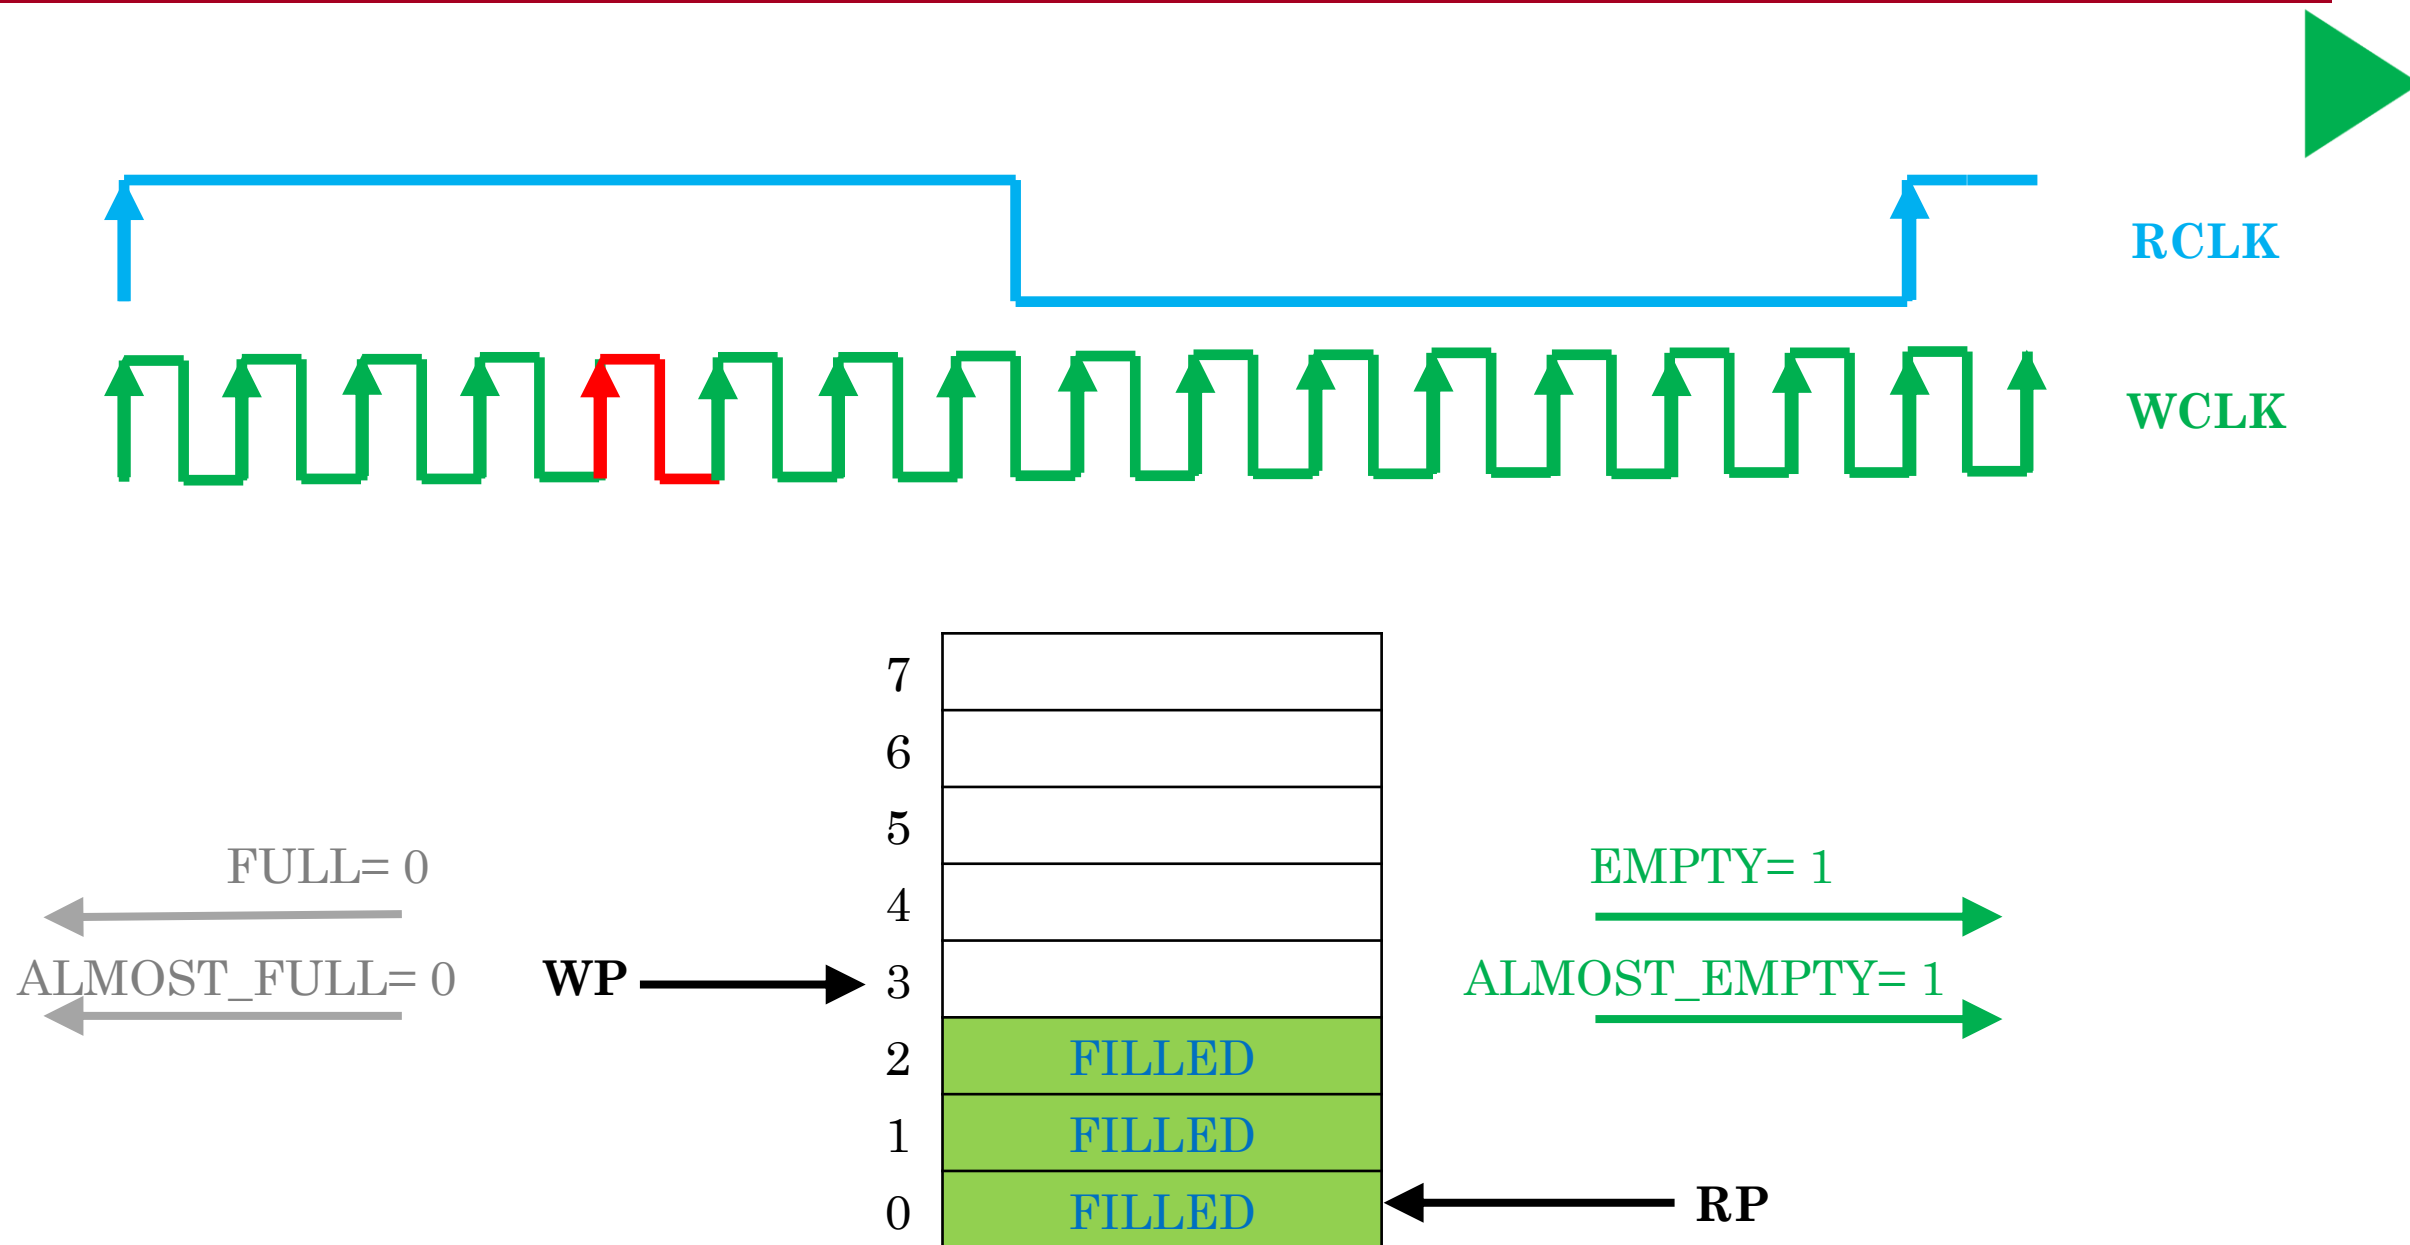 RCLK
WCLK
7
6
5
FULL= 0
EMPTY= 1
4
ALMOST_FULL= 0
WP
3
ALMOST_EMPTY= 1
2 FILLED
1 FILLED
0 FILLED
RP